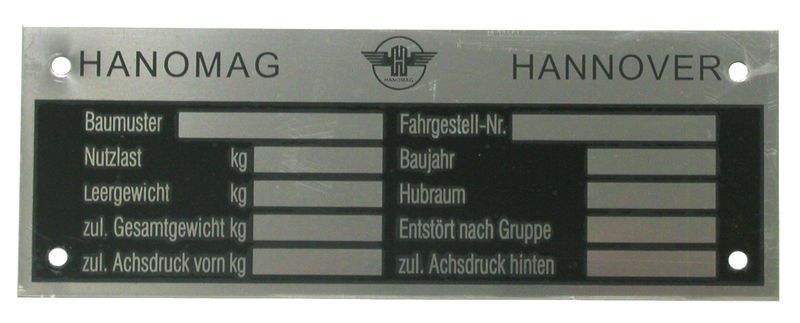 HANOMAG HANOMAG HANNOVER
Baumuster Fahrgestell-Nr.
Nutzlast kg Baujahr
Leergewicht kg Hubraum
zul. Gesamtgewicht kg Entstört nach Gruppe
zul. Achsdruck vorn kg zul. Achsdruck hinten